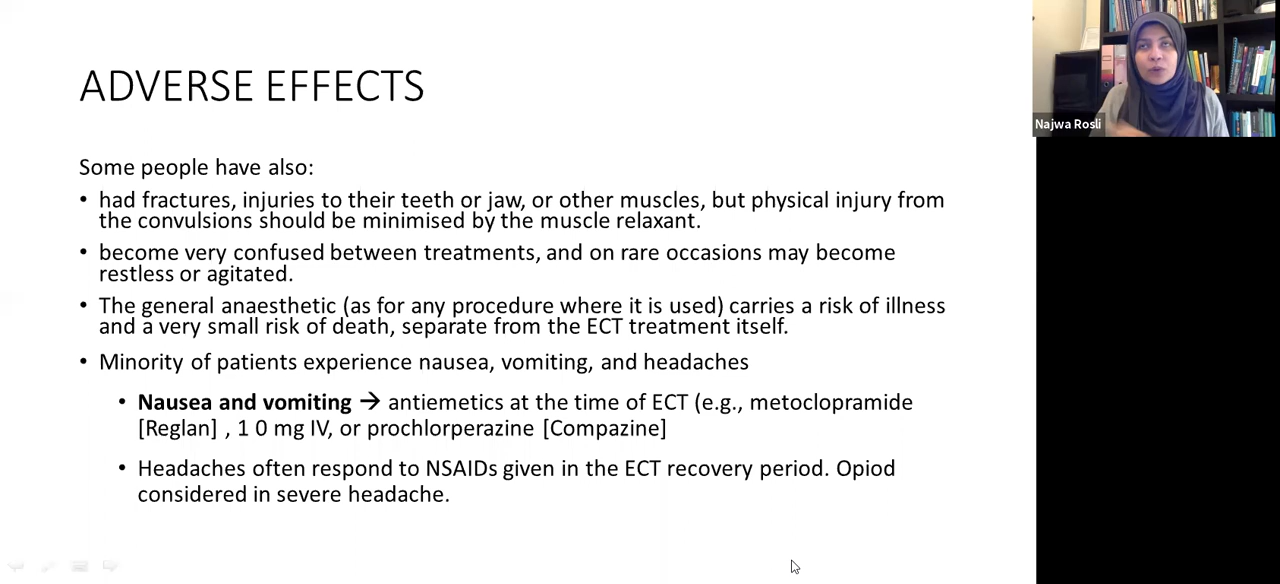 ADVERSE EFFECTS
Najwa Rosli
Some people have also:
• had fractures, injuries to their teeth or jaw, or other muscles, but physical injury from
the convulsions should be minimised by the muscle relaxant.
• become very confused between treatments, and on rare occasions may become
restless or agitated.
• The general anaesthetic (as for any procedure where it is used) carries a risk of illness
and a very small risk of death, separate from the ECT treatment itself.
• Minority of patients experience nausea, vomiting, and headaches
• Nausea and vomiting → antiemetics at the time of ECT (e.g., metoclopramide
[Reglan] , 1 0 mg IV, or prochlorperazine [Compazine]
• Headaches often respond to NSAIDs given in the ECT recovery period. Opiod
considered in severe headache.